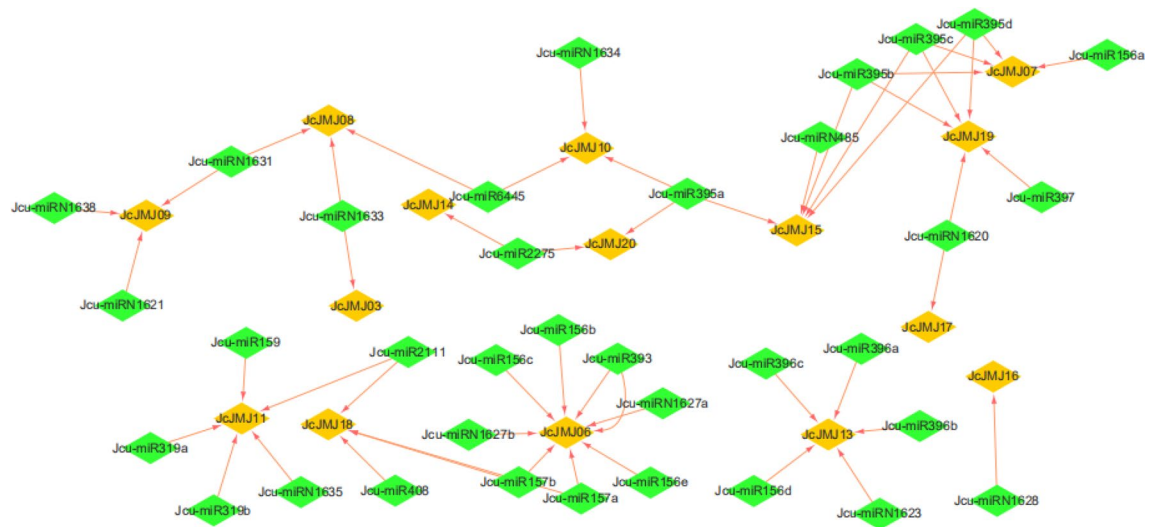 Jcu-miR395d
Jcu-miR395c
Jcu-miRN1634
Jcu-miR156a
Jcu-miR395b
JcJMJ07
JcJMJ08
Jcu-miRN485
JcJMJ19
JcJMJ10
Jcu-miRN1631
Jcu-miR6445
Jcu-miR395a
Jcu-miR397
JcJMJ14
Jcu-miRN1638
JcJMJ09
Jcu-miRN1633
JcJMJ15
Jcu-miRN1620
JcJMJ20
Jcu-miR2275
Jcu-miRN1621
JcJMJ03
JcJMJ17
Jcu-miR156b
Jcu-miR159
Jcu-miR2111
Jcu-miR156c
Jcu-miR393
Jcu-miR396a
Jcu-miR396c
JcJMJ16
Jcu-miRN1627a
JcJMJ11
JcJMJ18
JcJMJ06
Jcu-miRN1627b
JcJMJ13
Jcu-miR396b
Jcu-miR319a
Jcu-miRN1635
Jcu-miR408
Jcu-miR157b
Jcu-miR156e
Jcu-miR156d
Jcu-miR157a
Jcu-miRN1628
Jcu-miR319b
Jcu-miRN1623